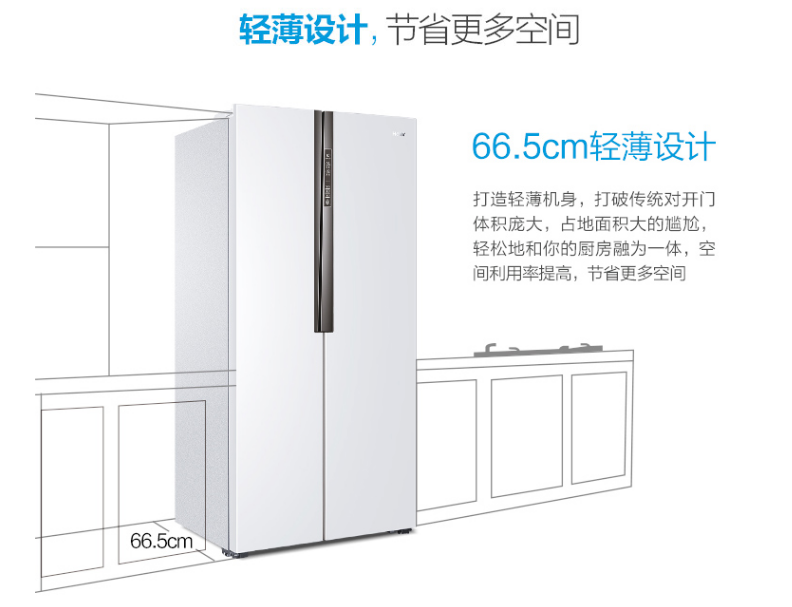 轻薄设计，节省更多空间
66.5cm轻薄设计
打造轻薄机身，打破传统对开门
体积庞大，占地面积大的尴尬，
轻松地和你的厨房融为一体，空
间利用率提高，节省更多空间
66.5cm